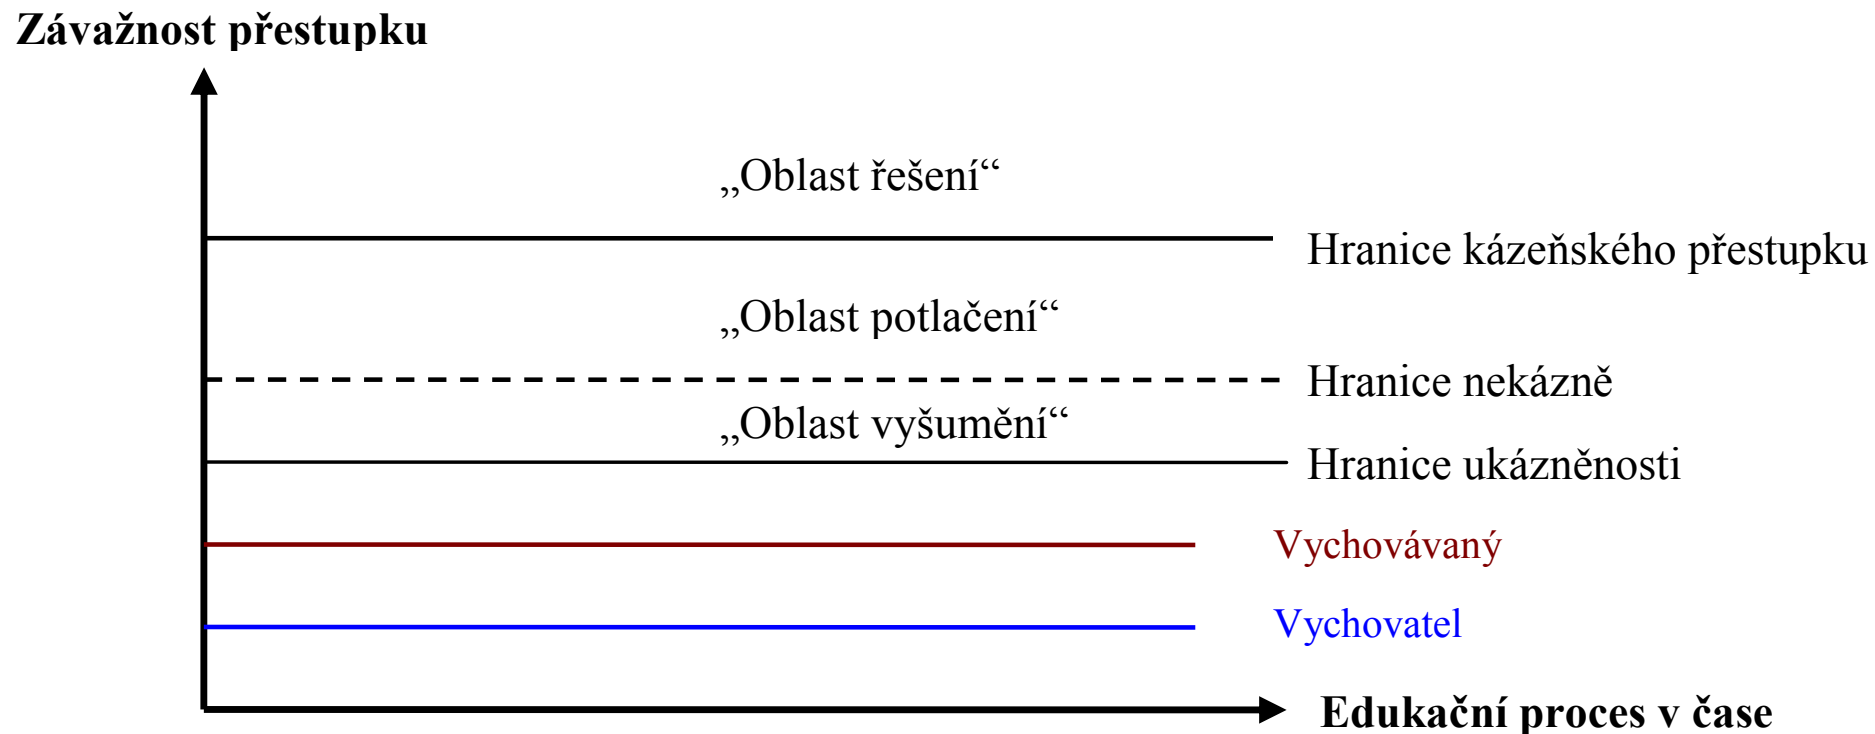 Závažnost přestupku
„Oblast řešení“
Hranice kázeňského přestupku
„Oblast potlačení“
Hranice nekázně
„Oblast vyšumění“
Hranice ukázněnosti
Vychovávaný
Vychovatel
Edukační proces v čase